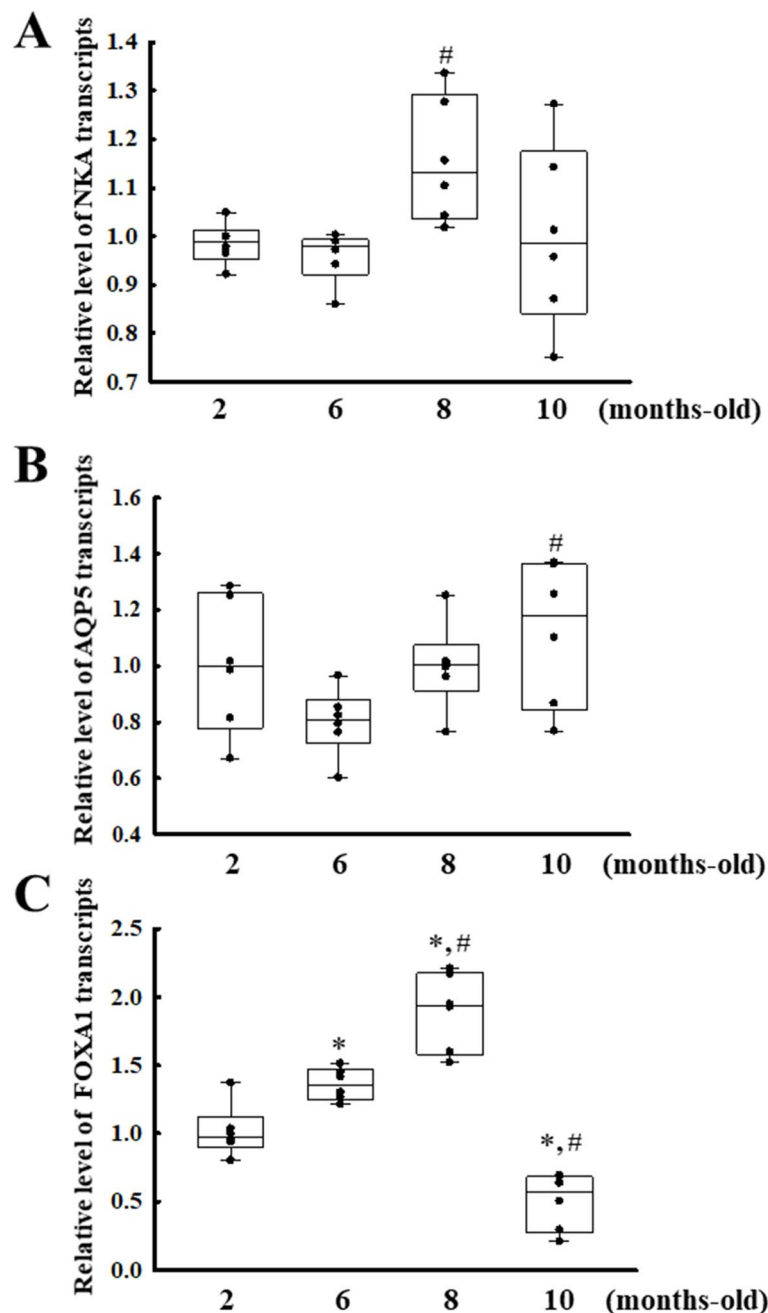 A
Relative level of NKA transcripts
1.4
1.3
1.2
1.1
1.0
0.9
0.8
0.7
#
2 6 8 10 (months-old)
B
Relative level of AQP5 transcripts
1.6
1.4
1.2
1.0
0.8
0.6
0.4
#
2 6 8 10 (months-old)
C
Relative level of FOXA1 transcripts
2.5
2.0
1.5
1.0
0.5
0.0
*
*, #
*, #
2 6 8 10 (months-old)